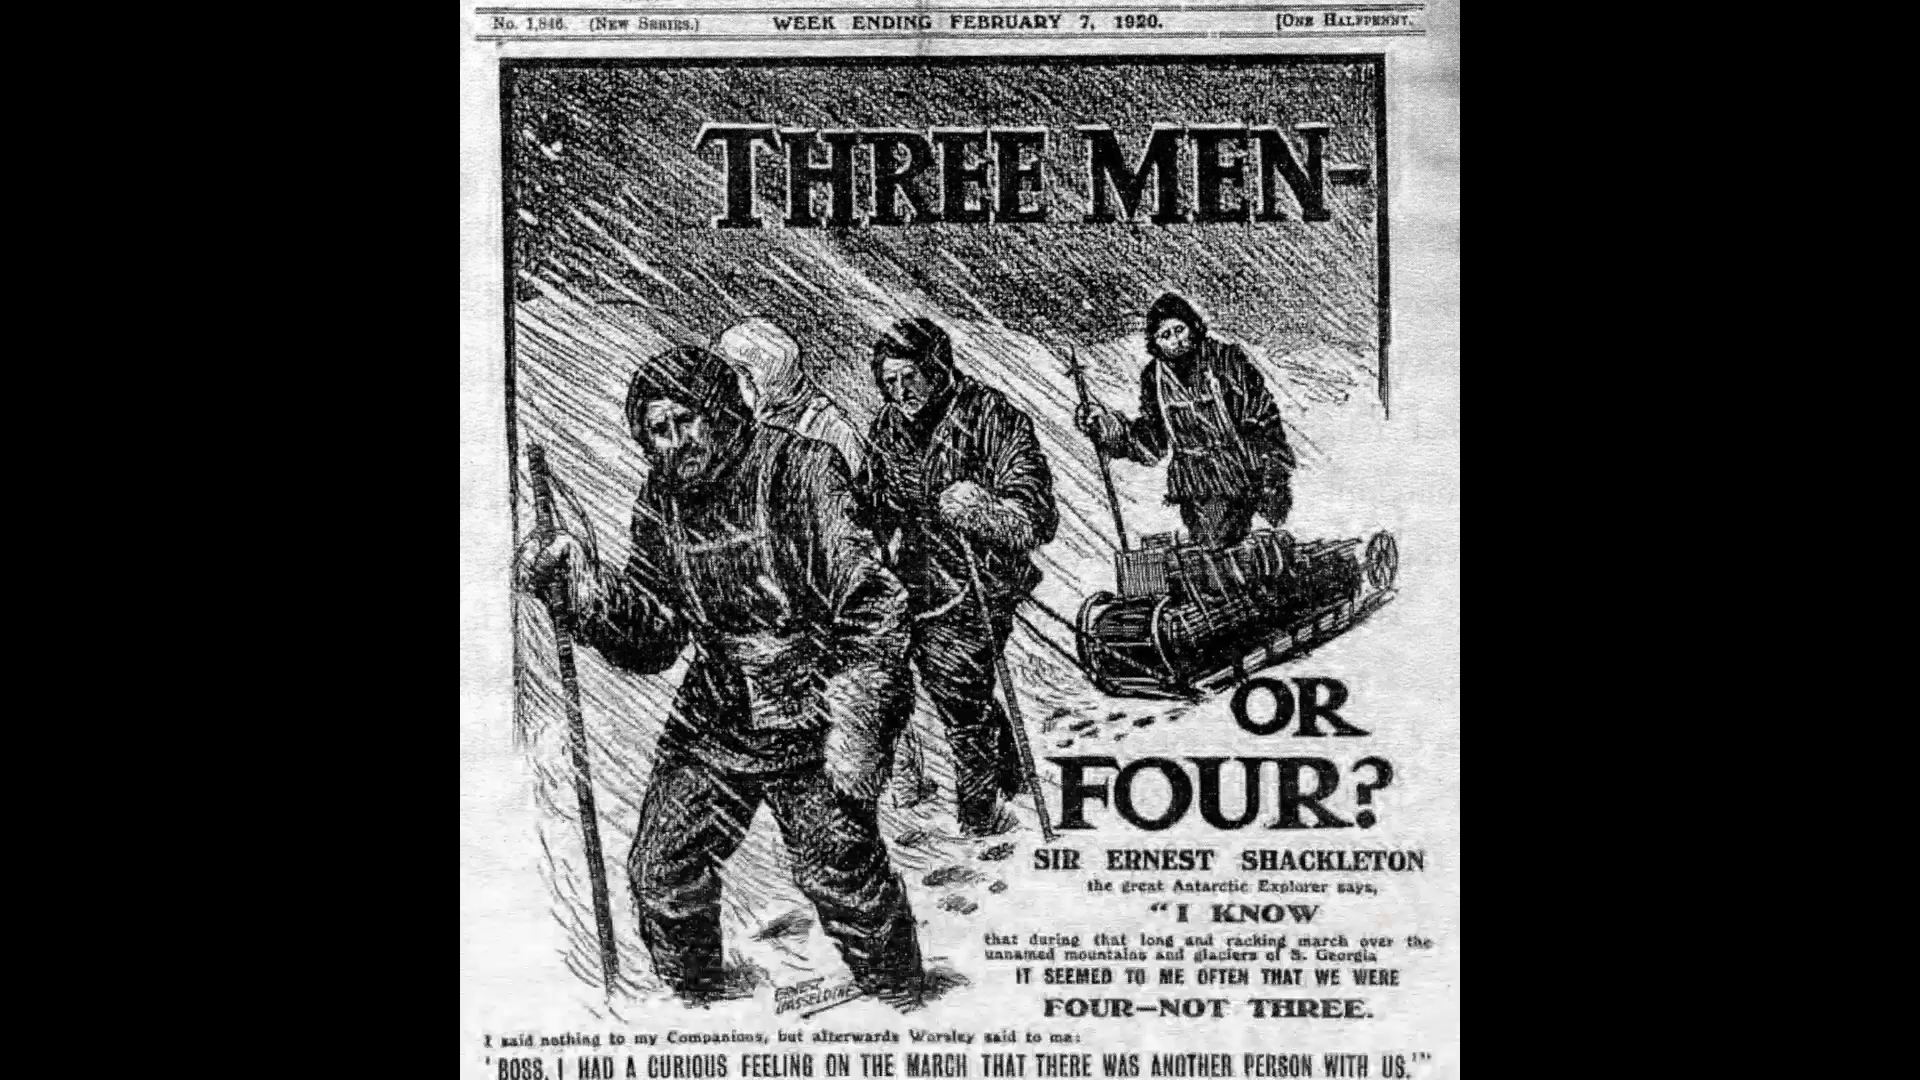 No. 1,846. (New Series.) WEEK ENDING FEBRUARY 7, 1920. [One Halfpenny.
THREE MEN-
OR
FOUR?
SIR ERNEST SHACKLETON
the great Antarctic Explorer says,
"I KNOW
that during that long and racking march over the
unnamed mountains and glaciers of S. Georgia
IT SEEMED TO ME OFTEN THAT WE WERE
FOUR—NOT THREE.
ERNEST
HASSELDINE
I said nothing to my Companions, but afterwards Worsley said to me:
'BOSS, I HAD A CURIOUS FEELING ON THE MARCH THAT THERE WAS ANOTHER PERSON WITH US.'"